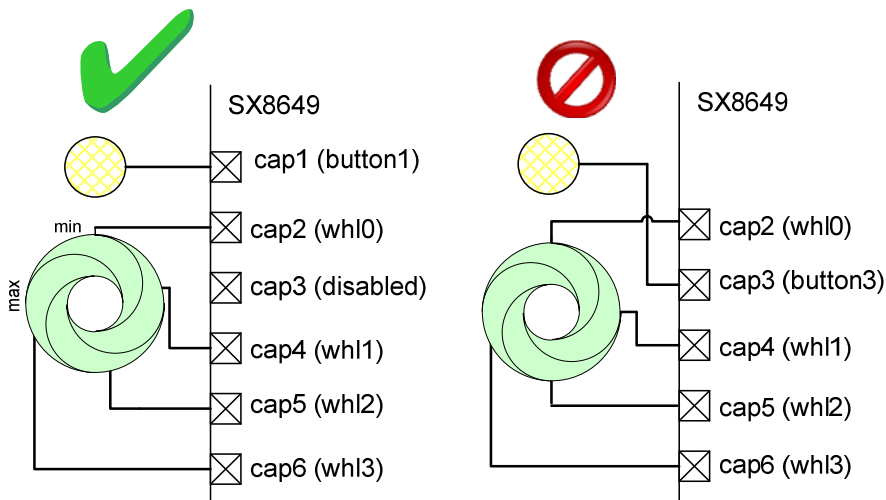 SX8649
cap1 (button1)
min
cap2 (whl0)
max
cap3 (disabled)
cap4 (whl1)
cap5 (whl2)
cap6 (whl3)
SX8649
cap2 (whl0)
cap3 (button3)
cap4 (whl1)
cap5 (whl2)
cap6 (whl3)